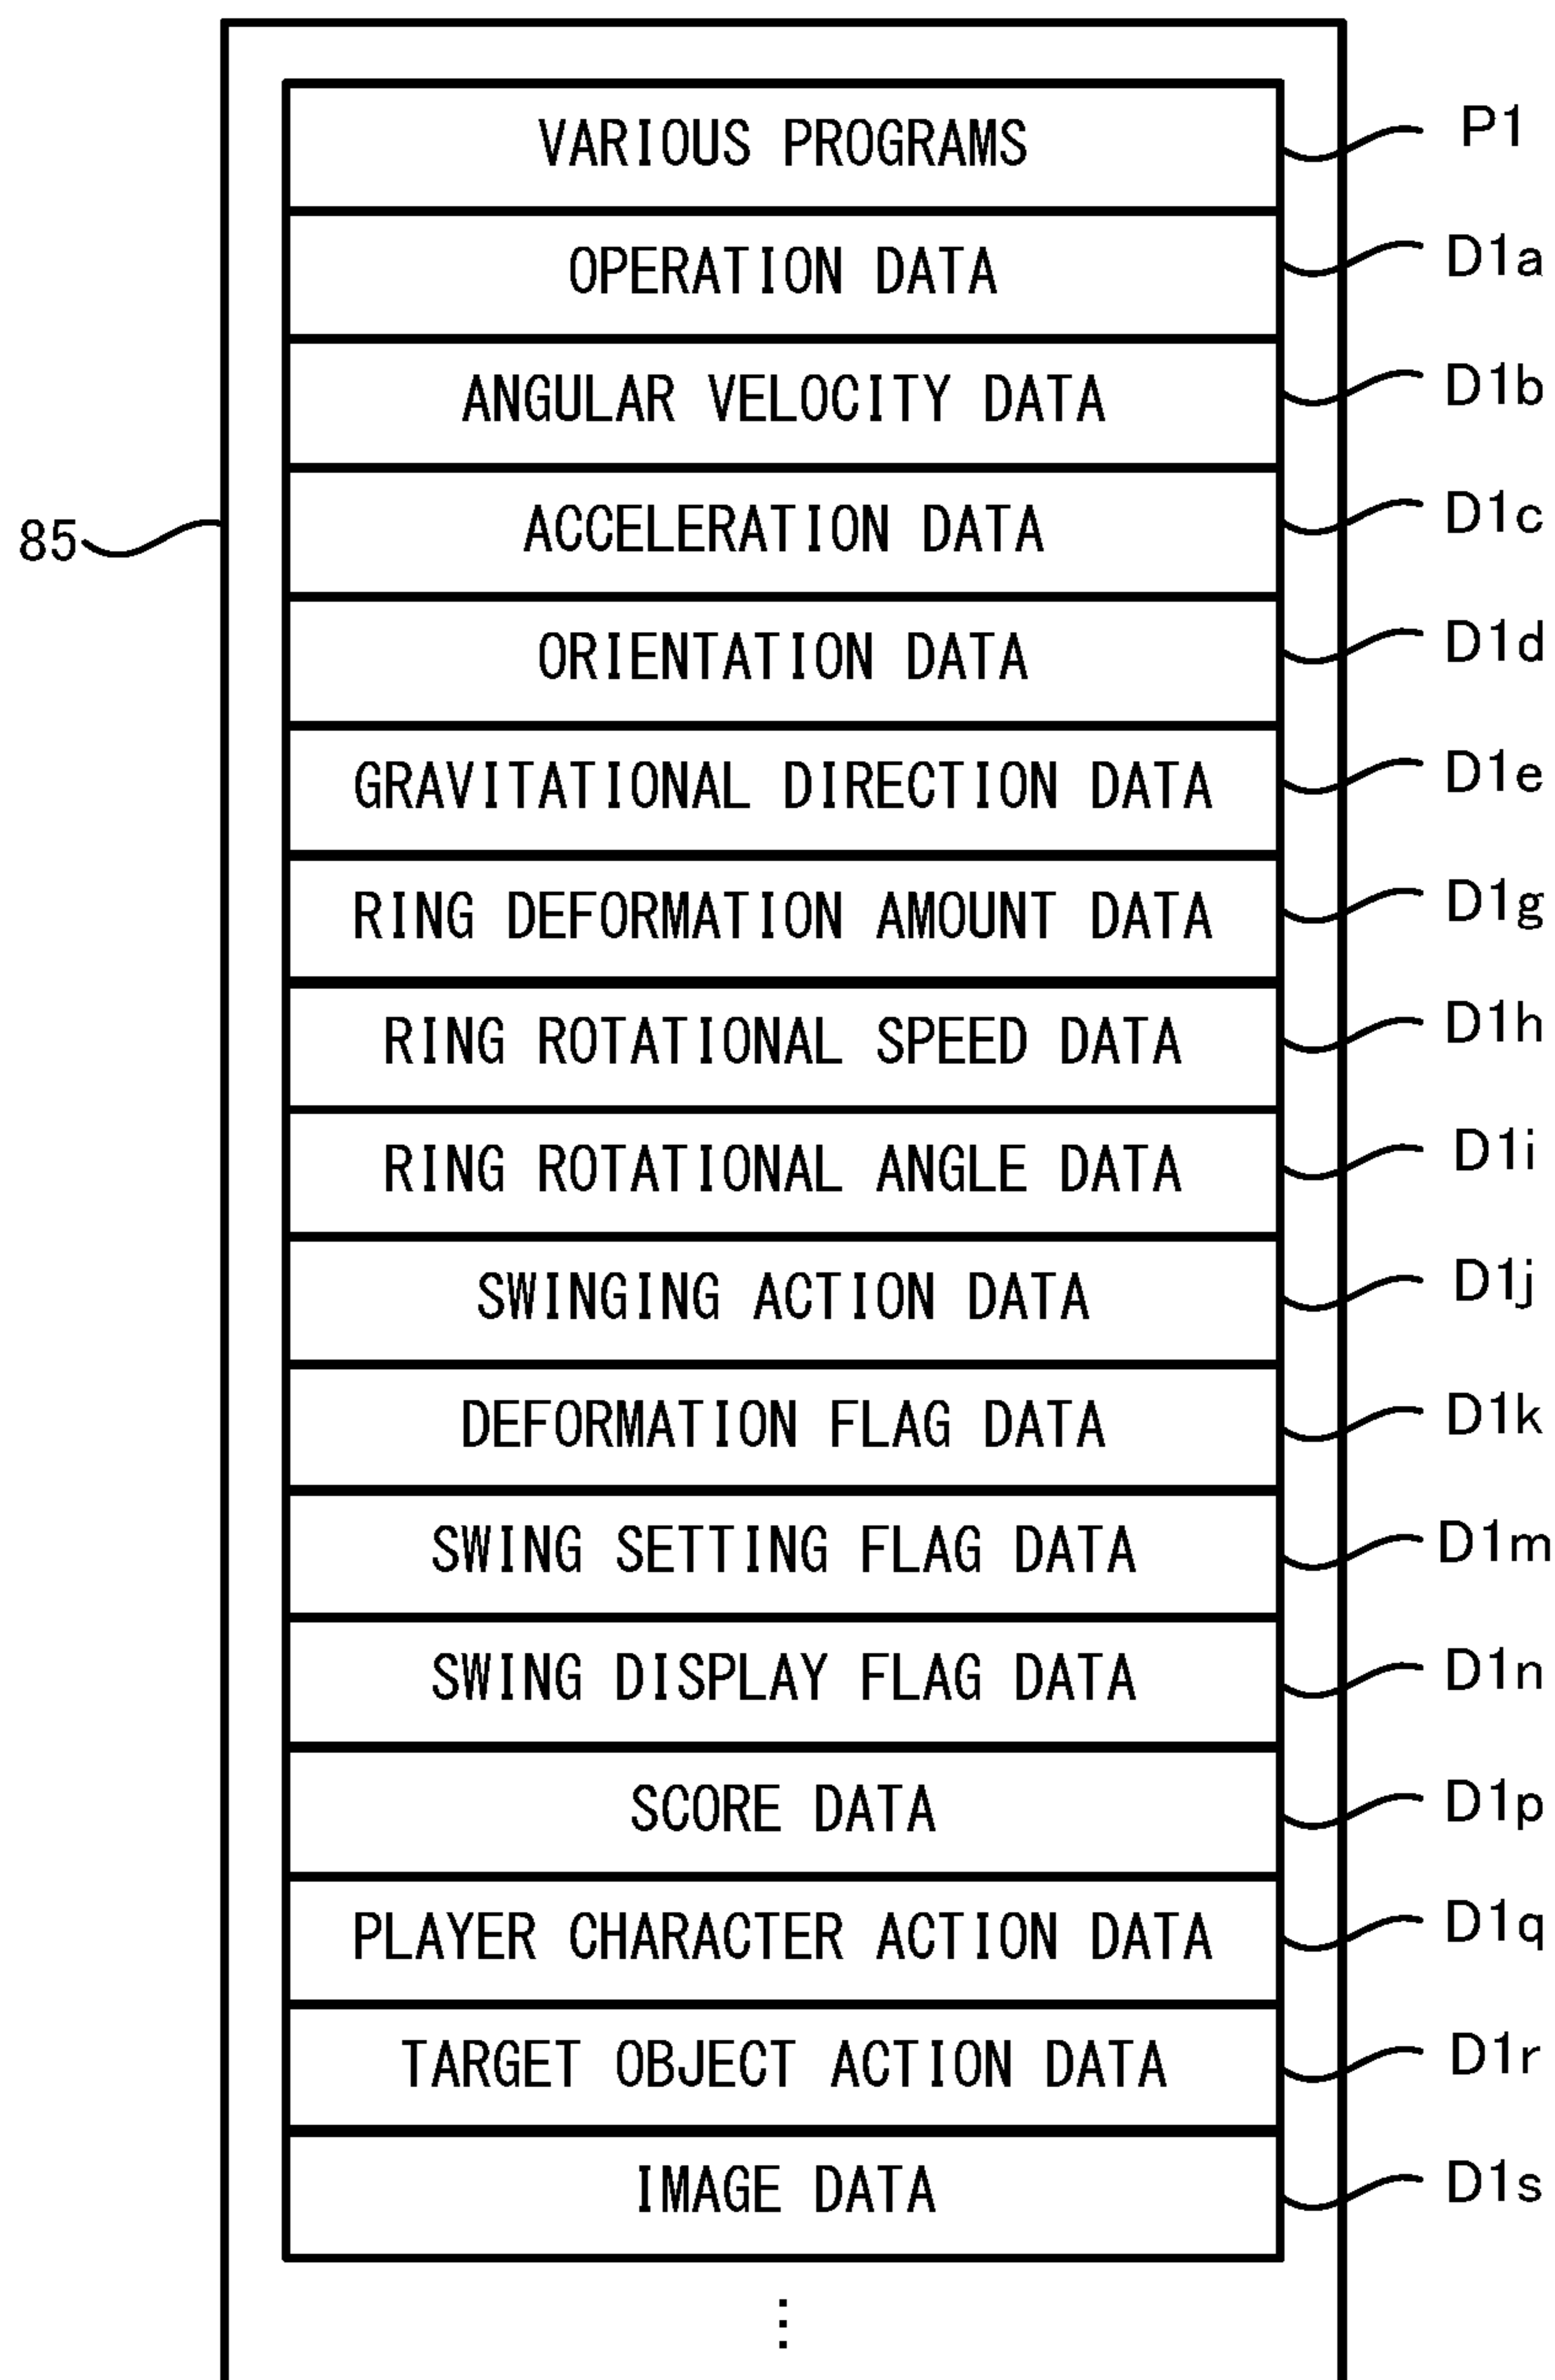 VARIOUS PROGRAMS P1
OPERATION DATA D1a
ANGULAR VELOCITY DATA D1b
85 ACCELERATION DATA D1c
ORIENTATION DATA D1d
GRAVITATIONAL DIRECTION DATA D1e
RING DEFORMATION AMOUNT DATA D1g
RING ROTATIONAL SPEED DATA D1h
RING ROTATIONAL ANGLE DATA D1i
SWINGING ACTION DATA D1j
DEFORMATION FLAG DATA D1k
SWING SETTING FLAG DATA D1m
SWING DISPLAY FLAG DATA D1n
SCORE DATA D1p
PLAYER CHARACTER ACTION DATA D1q
TARGET OBJECT ACTION DATA D1r
IMAGE DATA D1s
⋮